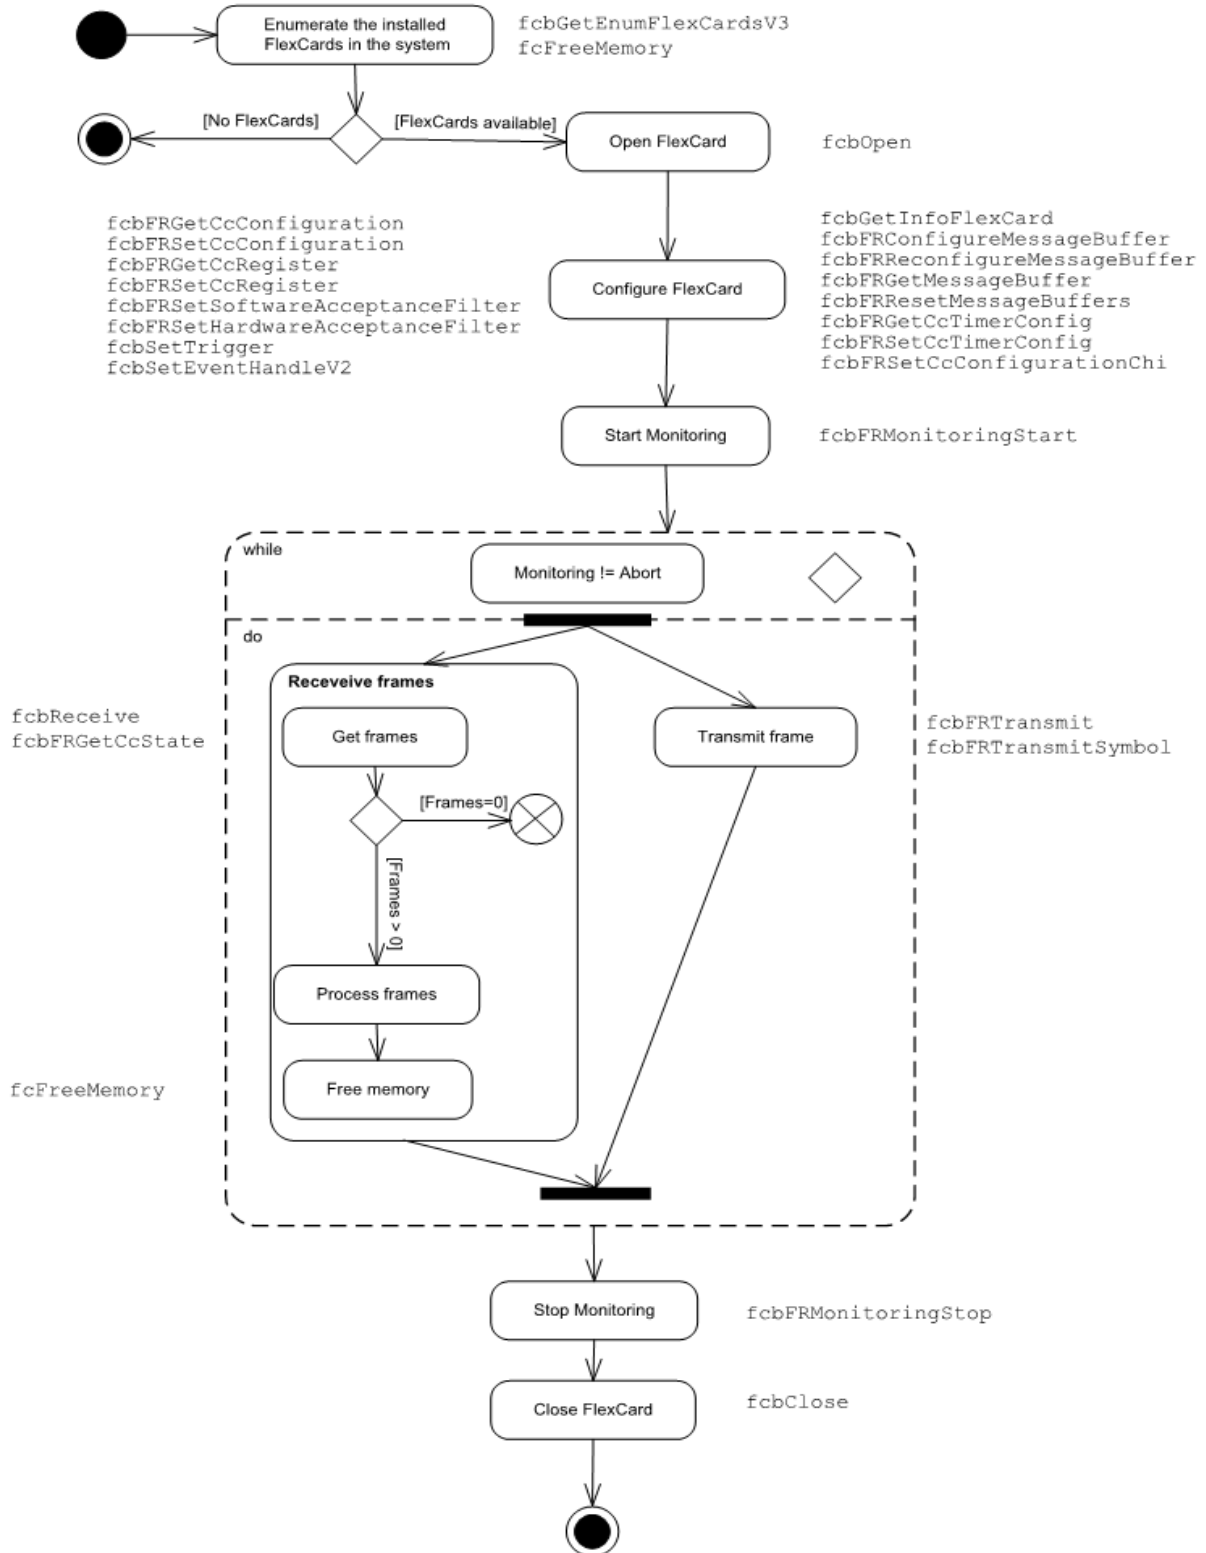 Enumerate the installed
FlexCards in the system
fcbGetEnumFlexCardsV3
fcFreeMemory
[No FlexCards]
[FlexCards available]
Open FlexCard
fcbOpen
fcbFRGetCcConfiguration
fcbFRSetCcConfiguration
fcbFRGetCcRegister
fcbFRSetCcRegister
fcbFRSetSoftwareAcceptanceFilter
fcbFRSetHardwareAcceptanceFilter
fcbSetTrigger
fcbSetEventHandleV2
Configure FlexCard
fcbGetInfoFlexCard
fcbFRConfigureMessageBuffer
fcbFRReconfigureMessageBuffer
fcbFRGetMessageBuffer
fcbFRResetMessageBuffers
fcbFRGetCcTimerConfig
fcbFRSetCcTimerConfig
fcbFRSetCcConfigurationChi
Start Monitoring
fcbFRMonitoringStart
while
Monitoring != Abort
do
Receveive frames
fcbReceive
fcbFRGetCcState
Get frames
Transmit frame
fcbFRTransmit
fcbFRTransmitSymbol
[Frames=0]
[Frames > 0]
Process frames
Free memory
fcFreeMemory
Stop Monitoring
fcbFRMonitoringStop
Close FlexCard
fcbClose